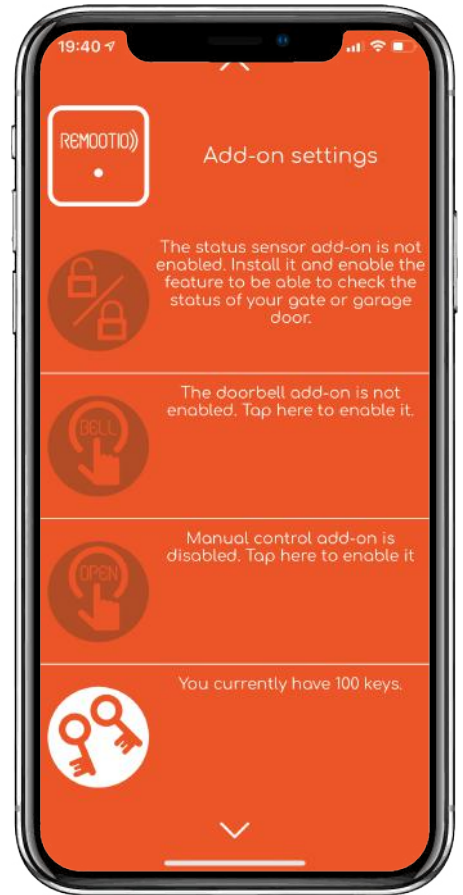 19:40
REMOOTIO))
Add-on settings
The status sensor add-on is not
enabled. Install it and enable the
feature to be able to check the
status of your gate or garage
door.
The doorbell add-on is not
enabled. Tap here to enable it.
BELL
Manual control add-on is
disabled. Tap here to enable it
OPEN
You currently have 100 keys.